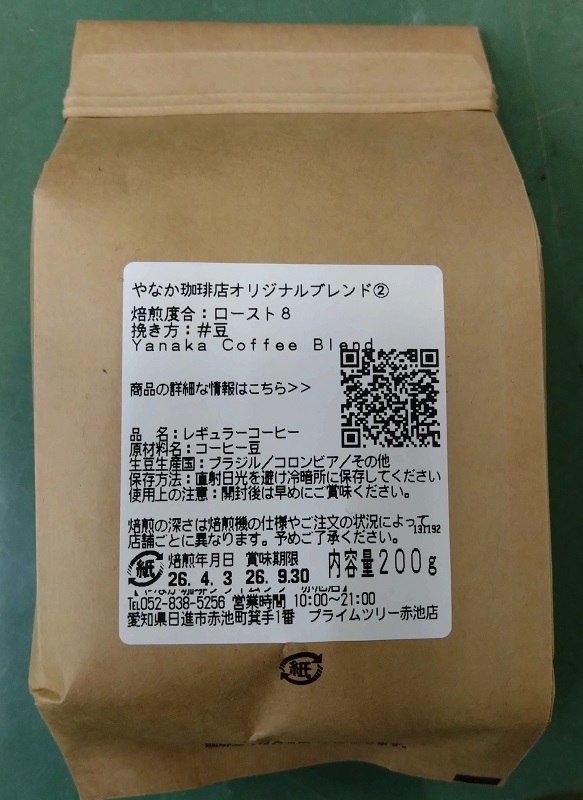 やなか珈琲店オリジナルブレンド②
焙煎度合：ロースト８
挽き方：＃豆
Yanaka Coffee Blend
商品の詳細な情報はこちら>>
品　名：レギュラーコーヒー
原材料名：コーヒー豆
生豆生産国：ブラジル／コロンビア／その他
保存方法：直射日光を避け冷暗所に保存してください
使用上の注意：開封後は早めにご賞味ください。
焙煎の深さは焙煎機の仕様やご注文の状況によって
店舗ごとに異なります。予めご了承ください。
131192
紙 焙煎年月日 賞味期限 内容量200g
26. 4. 3 26. 9.30
℡052-838-5256 営業時間 10:00～21:00
愛知県日進市赤池町箕手1番　プライムツリー赤池店
紙